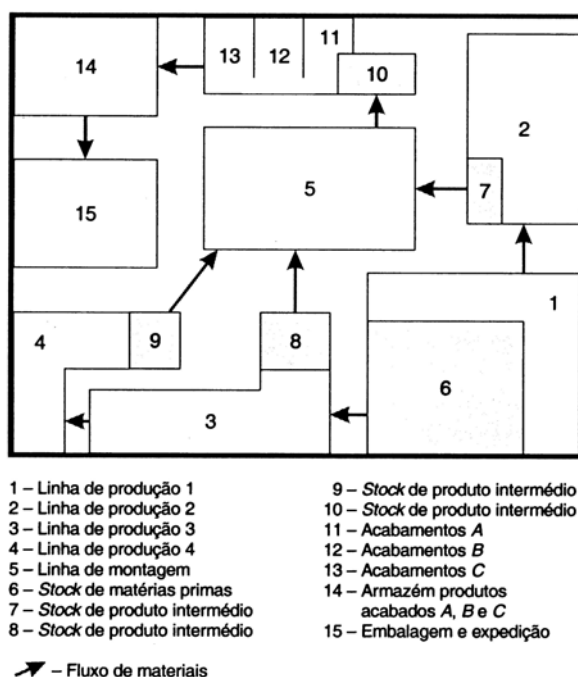 11
13
12
14
10
2
5
7
15
1
4
9
8
6
3
1 – Linha de produção 1
2 – Linha de produção 2
3 – Linha de produção 3
4 – Linha de produção 4
5 – Linha de montagem
6 – Stock de matérias primas
7 – Stock de produto intermédio
8 – Stock de produto intermédio
9 – Stock de produto intermédio
10 – Stock de produto intermédio
11 – Acabamentos A
12 – Acabamentos B
13 – Acabamentos C
14 – Armazém produtos
acabados A, B e C
15 – Embalagem e expedição
– Fluxo de materiais